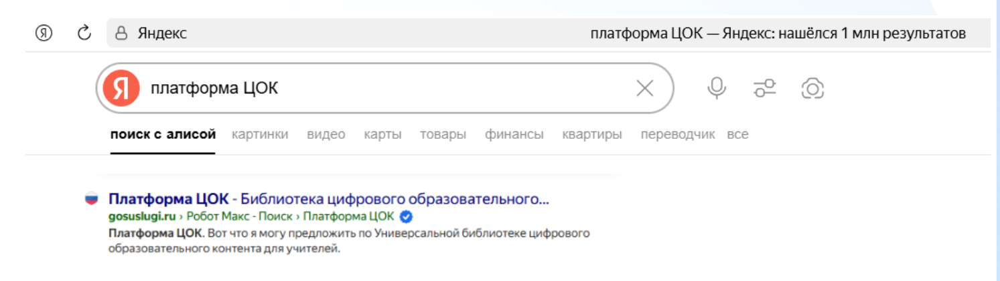 Яндекс платформа ЦОК — Яндекс: нашёлся 1 млн результатов
Я платформа ЦОК
поиск с алисой картинки видео карты товары финансы квартиры переводчик все
Платформа ЦОК - Библиотека цифрового образовательного...
gosuslugi.ru › Робот Макс - Поиск › Платформа ЦОК
Платформа ЦОК. Вот что я могу предложить по Универсальной библиотеке цифрового
образовательного контента для учителей.